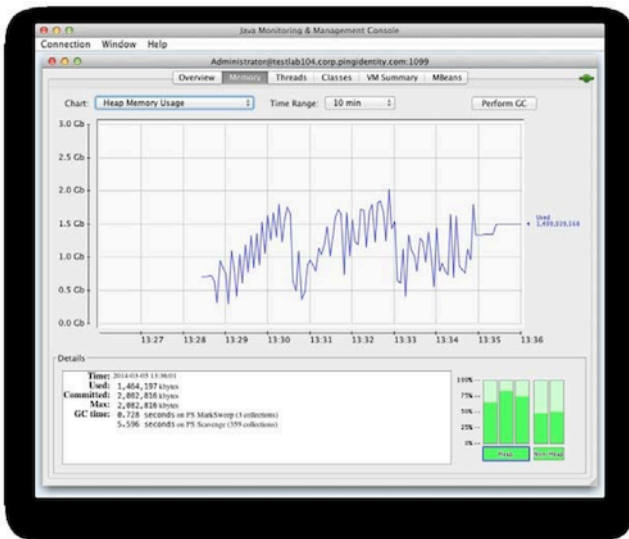 Java Monitoring & Management Console
Connection Window Help
Administrator@testlab104.corp.pingidentity.com:1099
Overview Memory Threads Classes VM Summary MBeans
Chart: Heap Memory Usage Time Range: 10 min Perform GC
3.0 Gb
2.5 Gb
2.0 Gb
Used
1.5 Gb
1.0 Gb
0.5 Gb
0.0 Gb
13:27 13:28 13:29 13:30 13:31 13:32 13:33 13:34 13:35 13:36
Details
Time: 2014-03-05 13:36:01
Used: 1,464,197 kbytes
Committed: 2,082,816 kbytes
Max: 2,082,816 kbytes
GC time: 0.728 seconds on PS MarkSweep (3 collections)
5.596 seconds on PS Scavenge (359 collections)
100% --
75% --
50% --
25% --
0% --
Heap Non-Heap